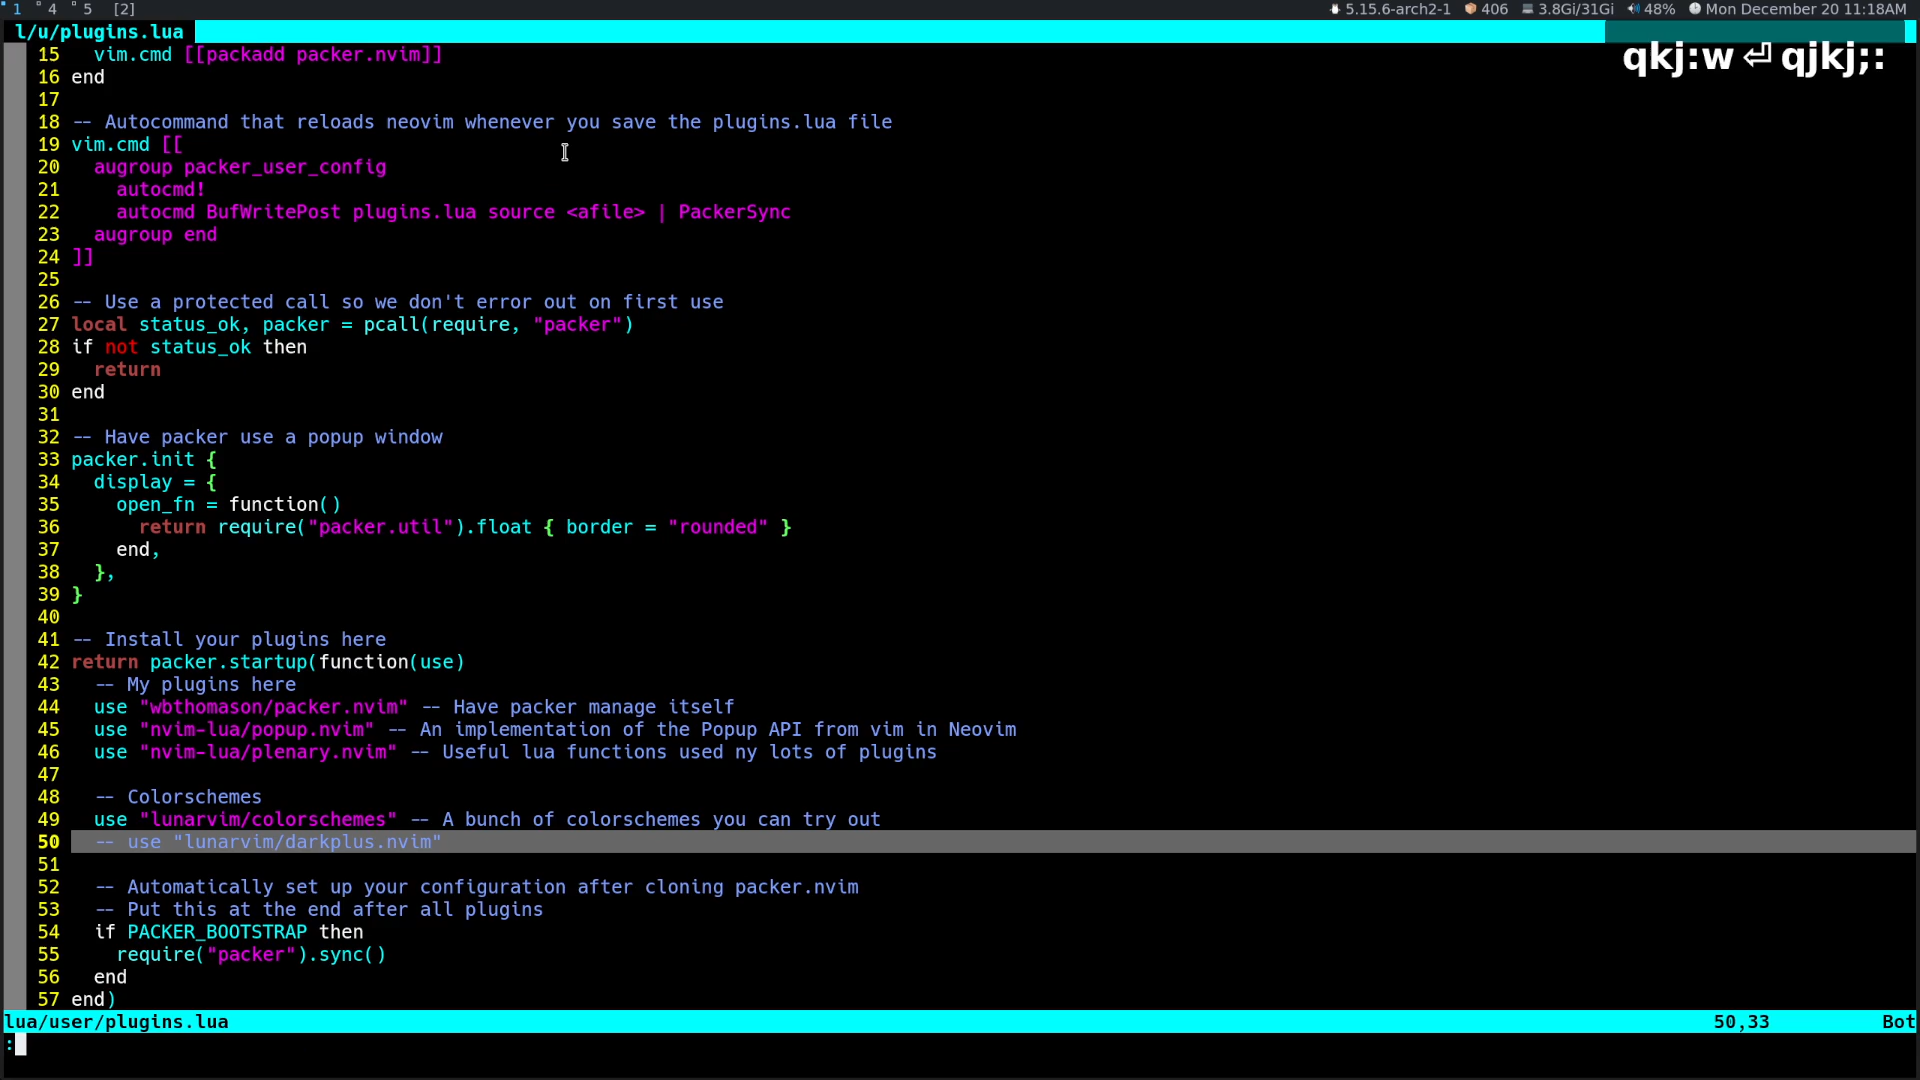 1 4 5 [2] 5.15.6-arch2-1 406 3.8Gi/31Gi 48% Mon December 20 11:18AM
l/u/plugins.lua
qkj:w⏎qjkj;:
15   vim.cmd [[packadd packer.nvim]]
16 end
17
18 -- Autocommand that reloads neovim whenever you save the plugins.lua file
19 vim.cmd [[
20   augroup packer_user_config
21     autocmd!
22     autocmd BufWritePost plugins.lua source <afile> | PackerSync
23   augroup end
24 ]]
25
26 -- Use a protected call so we don't error out on first use
27 local status_ok, packer = pcall(require, "packer")
28 if not status_ok then
29   return
30 end
31
32 -- Have packer use a popup window
33 packer.init {
34   display = {
35     open_fn = function()
36       return require("packer.util").float { border = "rounded" }
37     end,
38   },
39 }
40
41 -- Install your plugins here
42 return packer.startup(function(use)
43   -- My plugins here
44   use "wbthomason/packer.nvim" -- Have packer manage itself
45   use "nvim-lua/popup.nvim" -- An implementation of the Popup API from vim in Neovim
46   use "nvim-lua/plenary.nvim" -- Useful lua functions used ny lots of plugins
47
48   -- Colorschemes
49   use "lunarvim/colorschemes" -- A bunch of colorschemes you can try out
50   -- use "lunarvim/darkplus.nvim"
51
52   -- Automatically set up your configuration after cloning packer.nvim
53   -- Put this at the end after all plugins
54   if PACKER_BOOTSTRAP then
55     require("packer").sync()
56   end
57 end)
lua/user/plugins.lua 50,33 Bot
: